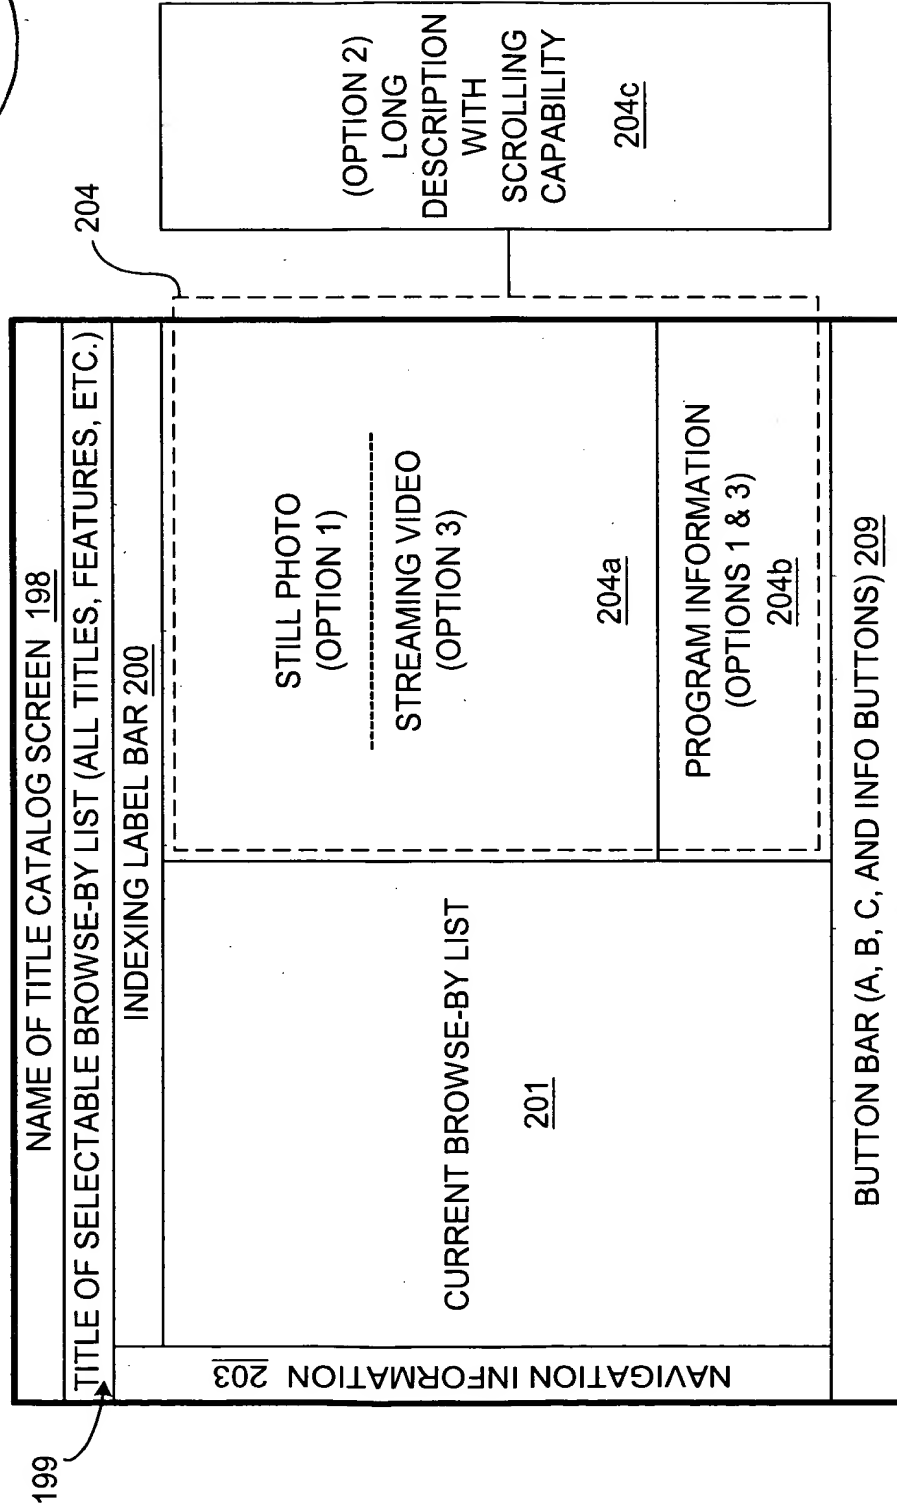 NAME OF TITLE CATALOG SCREEN 198
TITLE OF SELECTABLE BROWSE-BY LIST (ALL TITLES, FEATURES, ETC.)
199
INDEXING LABEL BAR 200
NAVIGATION INFORMATION 203
CURRENT BROWSE-BY LIST
201
204
STILL PHOTO
(OPTION 1)
STREAMING VIDEO
(OPTION 3)
204a
PROGRAM INFORMATION
(OPTIONS 1 & 3)
204b
(OPTION 2)
LONG
DESCRIPTION
WITH
SCROLLING
CAPABILITY
204c
BUTTON BAR (A, B, C, AND INFO BUTTONS) 209